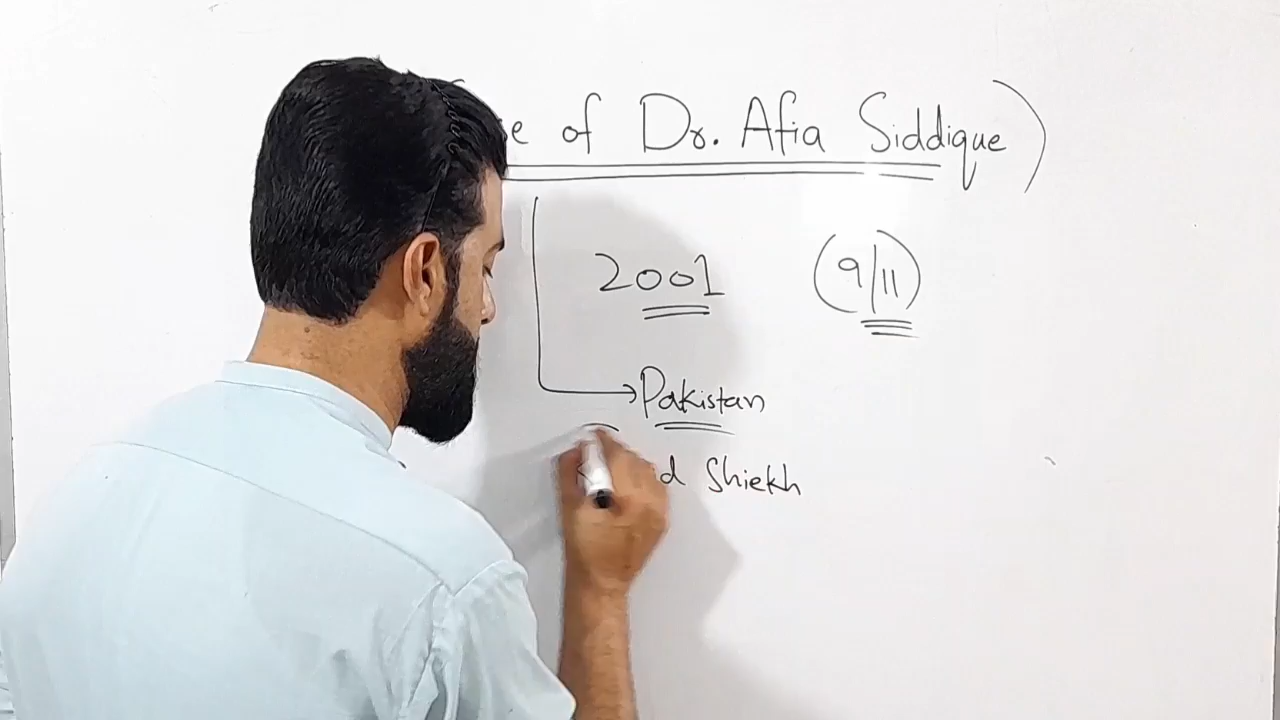 of Dr. Afia Siddique)
2001 (9/11)
Pakistan
Shiekh